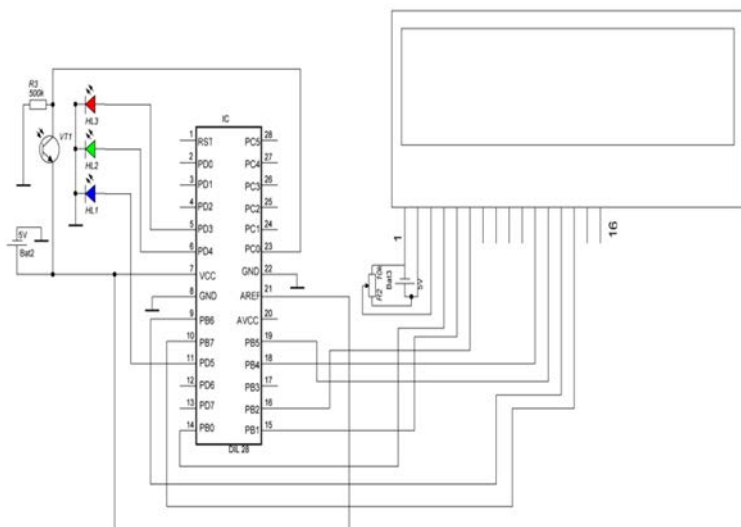 R3
500k
VT1
HL3
HL2
HL1
5V
Bat2
IC
1 RST PC5 28
2 PD0 PC4 27
3 PD1 PC3 26
4 PD2 PC2 25
PC1 24
5 PD3 PC0 23
6 PD4
7 VCC GND 22
8 GND AREF 21
9 PB6 AVCC 20
10 PB7 PB5 19
11 PD5 PB4 18
12 PD6 PB3 17
13 PD7 PB2 16
14 PB0 PB1 15
DIL 28
1
16
R2
10k
Bat3
5V